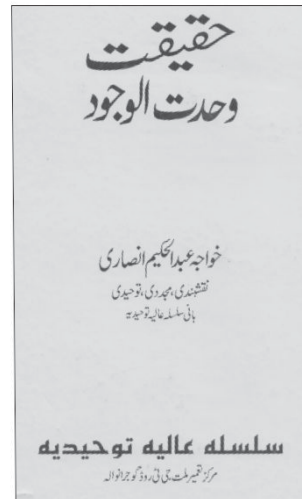 حقیقت
وحدت الوجود
خواجہ عبدالحکیم انصاری
نقشبندی، مجددی، توحیدی
بانی سلسلہ عالیہ توحیدیہ
سلسلہ عالیہ توحیدیہ
مرکز تعمیر ملت جی ٹی روڈ گوجرانوالہ